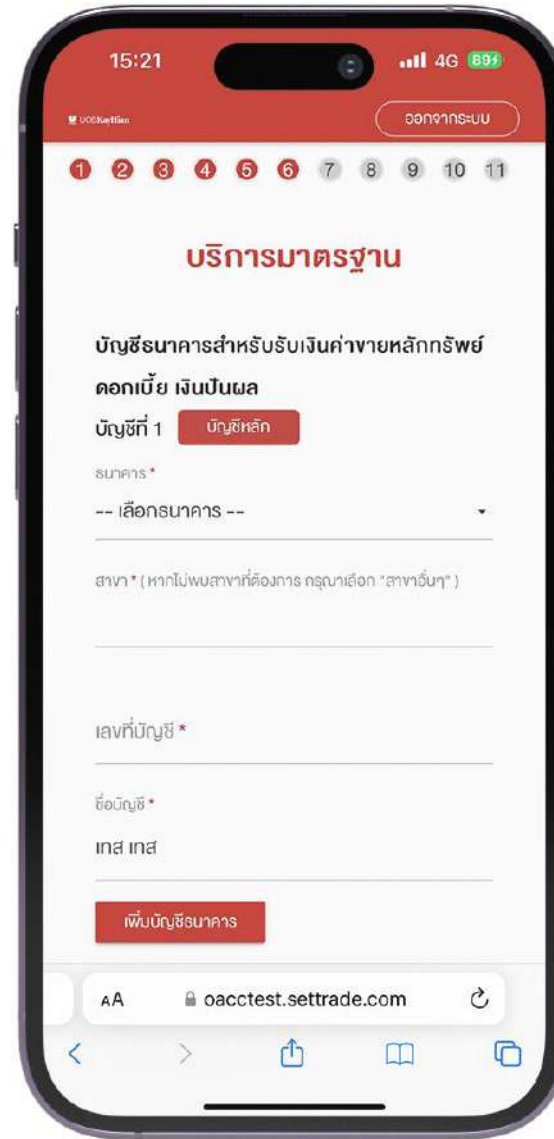 15:21
4G 89
UOBKayHian
ออกจากระบบ
1 2 3 4 5 6 7 8 9 10 11
บริการมาตรฐาน
บัญชีธนาคารสำหรับรับเงินค่าขายหลักทรัพย์
ดอกเบี้ย เงินปันผล
บัญชีที่ 1 บัญชีหลัก
ธนาคาร *
-- เลือกธนาคาร --
สาขา * ( หากไม่พบสาขาที่ต้องการ กรุณาเลือก "สาขาอื่นๆ" )
เลขที่บัญชี *
ชื่อบัญชี *
เทส เทส
เพิ่มบัญชีธนาคาร
AA oacctest.settrade.com